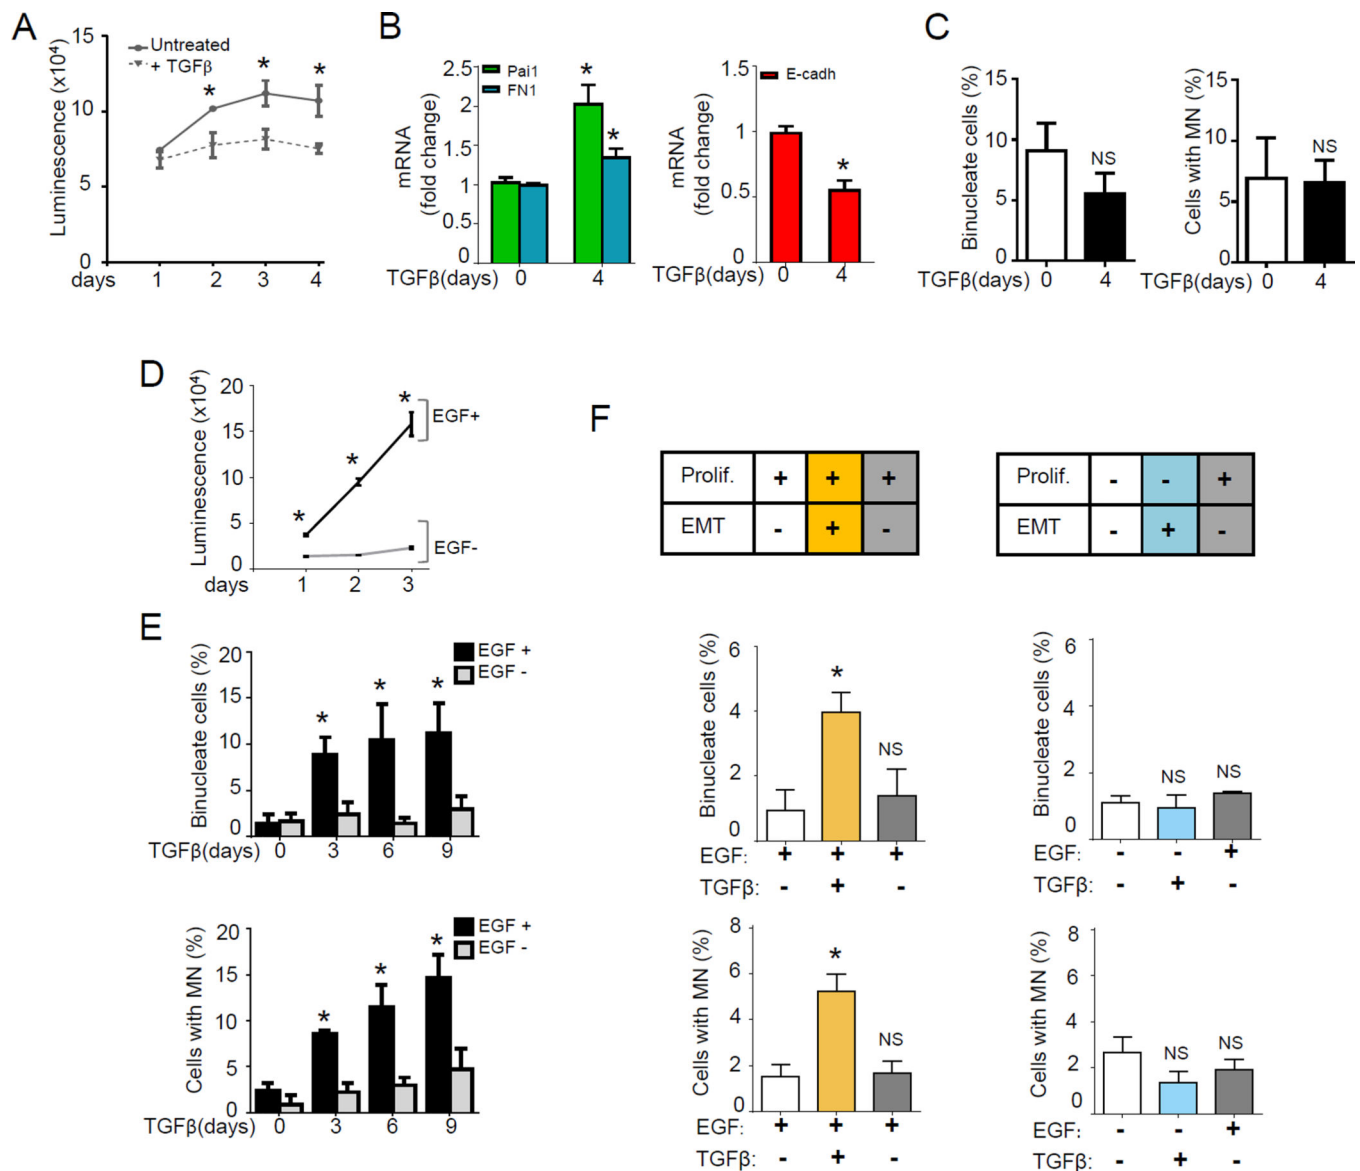 A
Luminescence (x10⁴)
15
10
5
0
Untreated
+ TGFβ
*
*
*
days 1 2 3 4
B
mRNA
(fold change)
2.5
2
1.5
1
0.5
0
Pai1
FN1
*
*
TGFβ(days) 0 4
mRNA
(fold change)
1.5
1
0.5
0
E-cadh
*
TGFβ(days) 0 4
C
Binucleate cells (%)
15
10
5
0
NS
TGFβ(days) 0 4
Cells with MN (%)
15
10
5
0
NS
TGFβ(days) 0 4
D
Luminescence (x10⁴)
20
15
10
5
0
*
*
*
EGF+
EGF-
days 1 2 3
E
Binucleate cells (%)
20
15
10
5
0
EGF +
EGF -
*
*
*
TGFβ(days) 0 3 6 9
Cells with MN (%)
20
15
10
5
0
EGF +
EGF -
*
*
*
TGFβ(days) 0 3 6 9
F
Prolif. + + +
EMT - + -
Prolif. - - +
EMT - + -
Binucleate cells (%)
6
4
2
0
*
NS
EGF: + + +
TGFβ: - + -
Binucleate cells (%)
6
4
2
0
NS
NS
EGF: - - +
TGFβ: - + -
Cells with MN (%)
8
6
4
2
0
*
NS
EGF: + + +
TGFβ: - + -
Cells with MN (%)
8
6
4
2
0
NS
NS
EGF: - - +
TGFβ: - + -